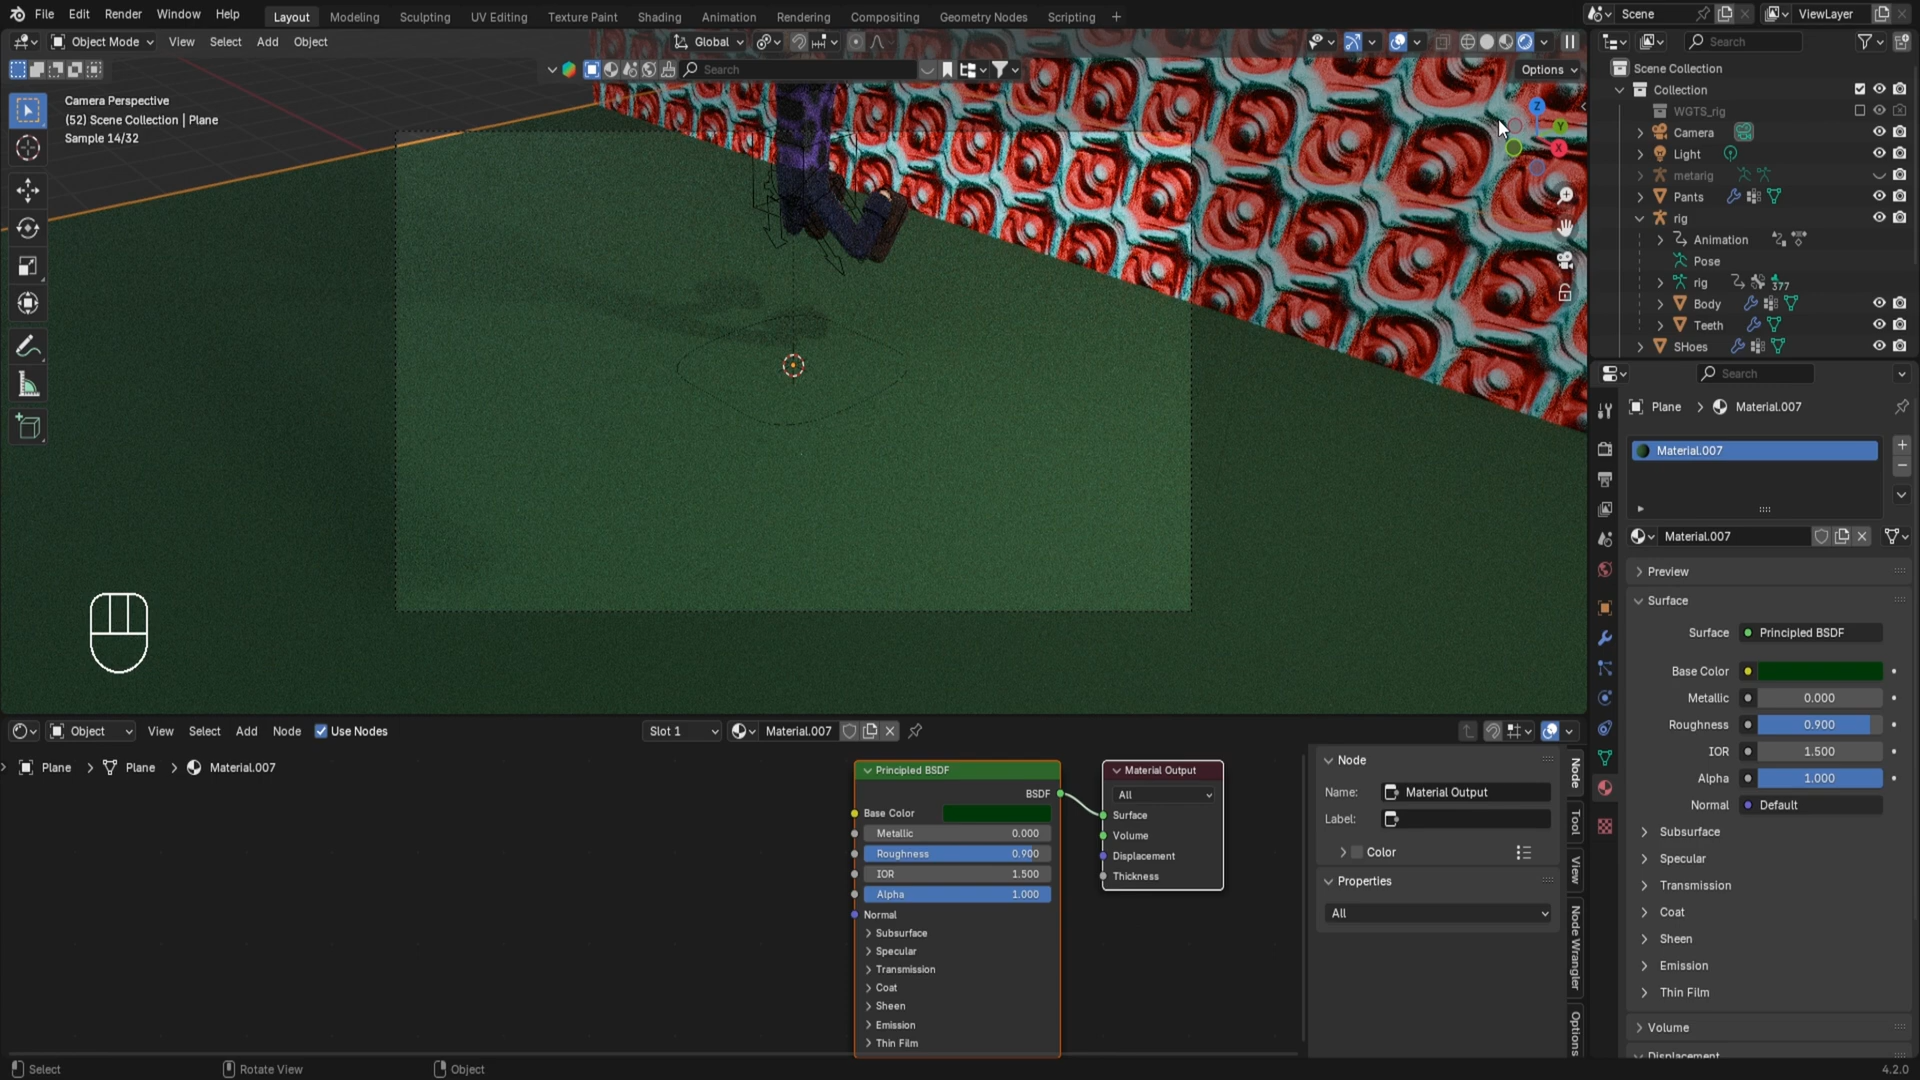 File Edit Render Window Help Layout Modeling Sculpting UV Editing Texture Paint Shading Animation Rendering Compositing Geometry Nodes Scripting + Scene ViewLayer
Object Mode View Select Add Object Global Search
Search Options
Camera Perspective
(52) Scene Collection | Plane
Sample 14/32
Z
Y
X
Scene Collection
Collection
WGTS_rig
Camera
Light
metarig
Pants
rig
Animation
Pose
rig 377
Body
Teeth
SHoes
Search
Plane > Material.007
Material.007
Material.007
Preview
Surface
Surface Principled BSDF
Base Color
Metallic 0.000
Roughness 0.900
IOR 1.500
Alpha 1.000
Normal Default
Subsurface
Specular
Transmission
Coat
Sheen
Emission
Thin Film
Volume
Displacement
Object View Select Add Node Use Nodes Slot 1 Material.007
Plane > Plane > Material.007
Principled BSDF
BSDF
Base Color
Metallic 0.000
Roughness 0.900
IOR 1.500
Alpha 1.000
Normal
Subsurface
Specular
Transmission
Coat
Sheen
Emission
Thin Film
Material Output
All
Surface
Volume
Displacement
Thickness
Node
Name: Material Output
Label:
Color
Properties
All
Node
Tool
View
Node Wrangler
Options
Select Rotate View Object 4.2.0